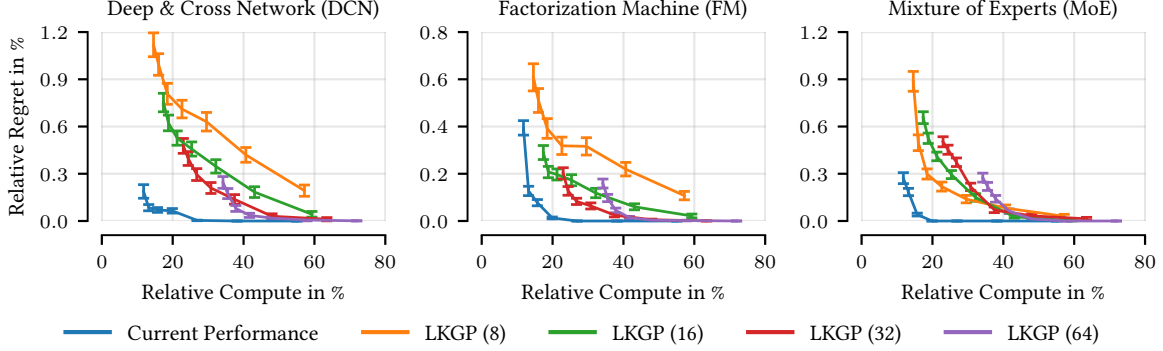 Deep & Cross Network (DCN)
Factorization Machine (FM)
Mixture of Experts (MoE)
Relative Regret in %
1.2
0.9
0.6
0.3
0.0
0 20 40 60 80
Relative Compute in %
0.8
0.6
0.4
0.2
0.0
0 20 40 60 80
Relative Compute in %
1.2
0.9
0.6
0.3
0.0
0 20 40 60 80
Relative Compute in %
Current Performance LKGP (8) LKGP (16) LKGP (32) LKGP (64)